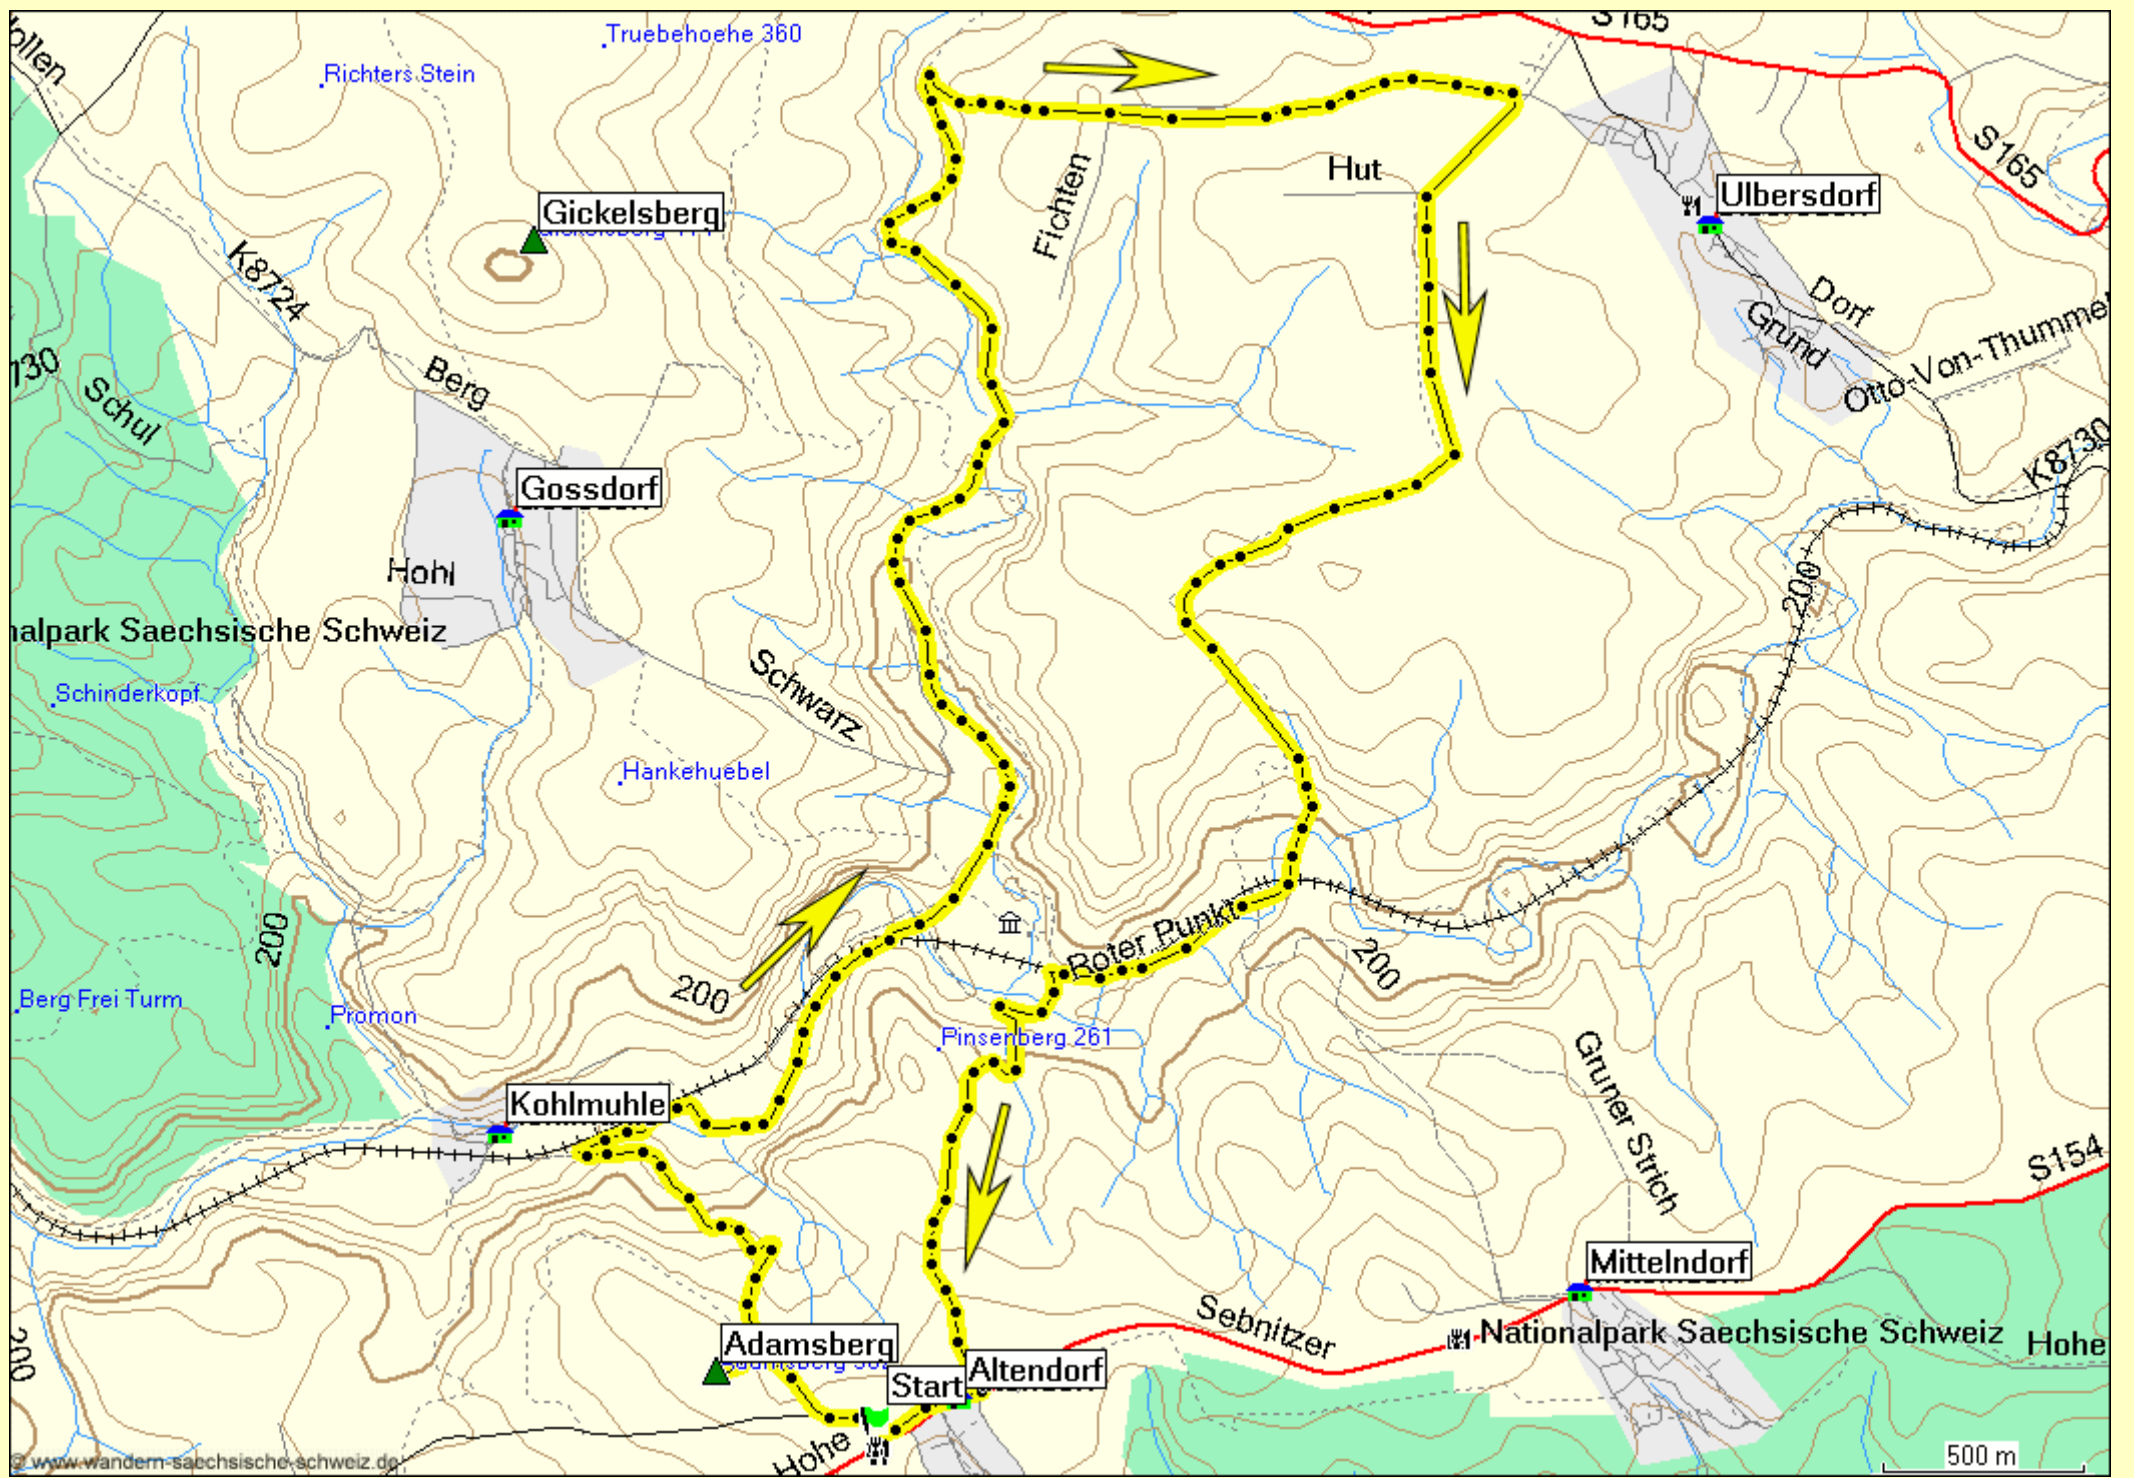 Truebehoehe 360
S165
ollen
Richters Stein
S165
Hut
Fichten
Ulbersdorf
Gickelsberg
K8724
Dorf
Grund
Otto-Von-Thumme
730
Schul
Berg
K8730
Gossdorf
Hohl
200
nalpark Saechsische Schweiz
Schinderkopf
Schwarz
Hankehuebel
200
Roter Punkt
200
200
Berg Frei Turm
Promon
Pinsenberg 261
Gruner Strich
Kohlmuhle
S154
Mittelndorf
Sebnitzer
Nationalpark Saechsische Schweiz
Hohe
200
Adamsberg
Altendorf
Start
Hohe
© www.wandern-saechsische-schweiz.de
500 m